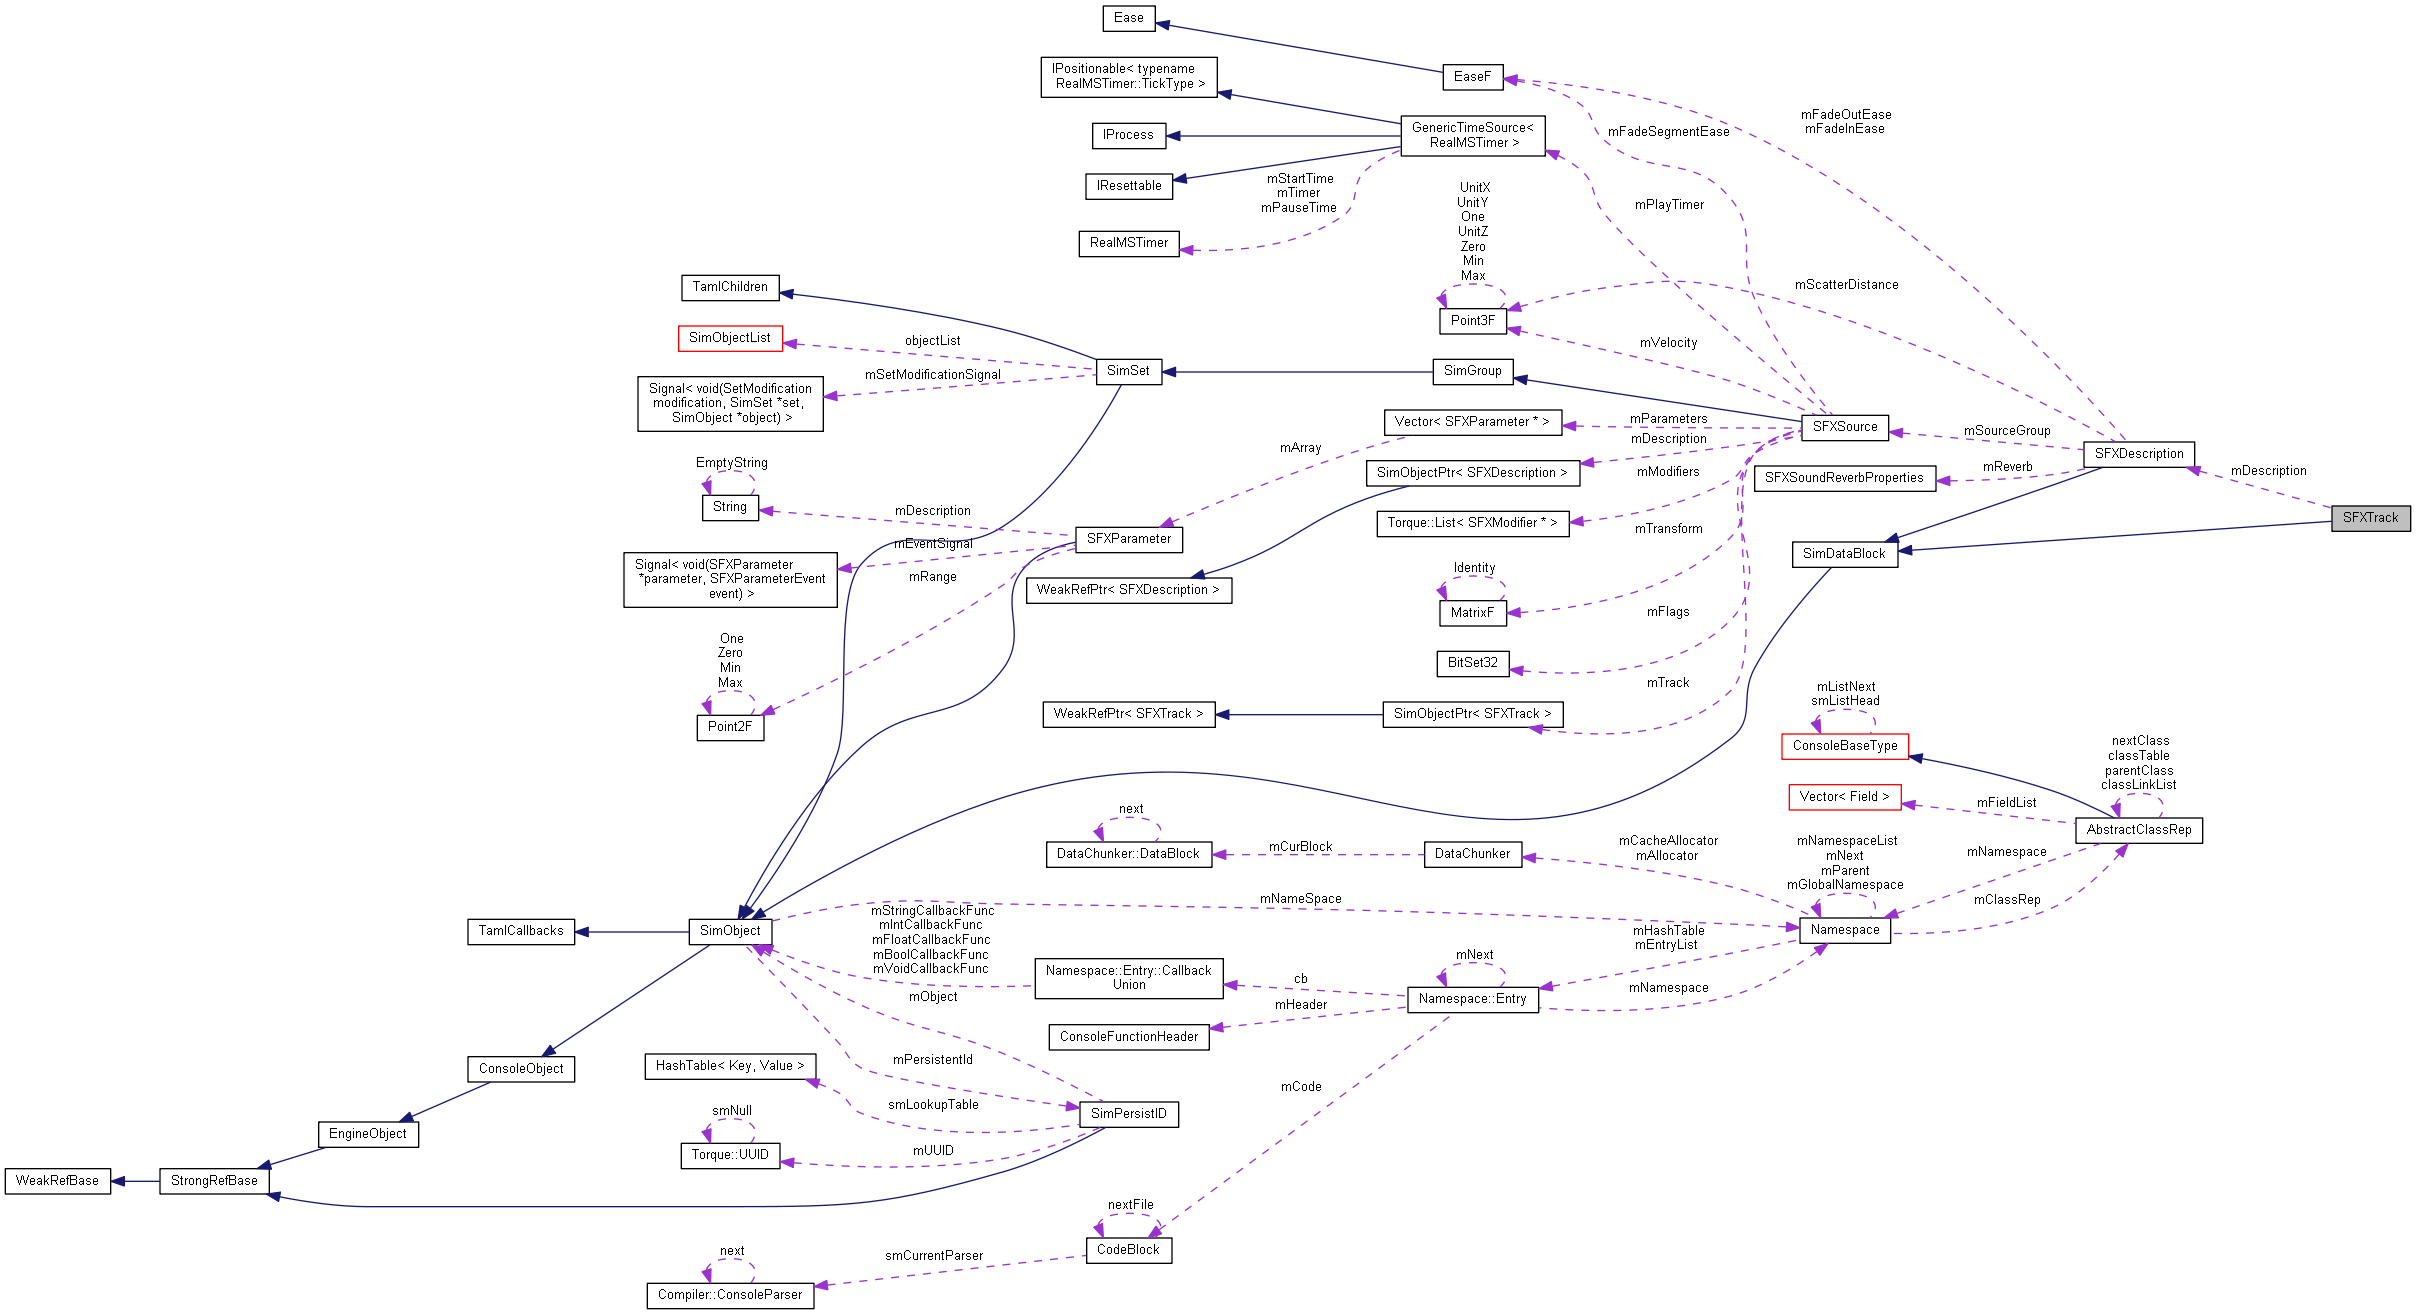 Ease
IPositionable< typename
RealMSTimer::TickType >
EaseF
mFadeOutEase
mFadeInEase
mFadeSegmentEase
GenericTimeSource<
RealMSTimer >
IProcess
IResettable
mStartTime
mTimer
mPauseTime
mPlayTimer
RealMSTimer
UnitX
UnitY
One
UnitZ
Zero
Min
Max
Point3F
mScatterDistance
mVelocity
TamlChildren
SimObjectList
objectList
mSetModificationSignal
Signal< void(SetModification
modification, SimSet *set,
SimObject *object) >
SimSet
SimGroup
SFXSource
mSourceGroup
SFXDescription
mDescription
SFXTrack
mReverb
SFXSoundReverbProperties
SimDataBlock
Vector< SFXParameter * >
mParameters
mDescription
mArray
SimObjectPtr< SFXDescription >
mModifiers
Torque::List< SFXModifier * >
mTransform
EmptyString
String
mDescription
SFXParameter
mEventSignal
Signal< void(SFXParameter
*parameter, SFXParameterEvent
event) >
mRange
WeakRefPtr< SFXDescription >
Identity
MatrixF
mFlags
BitSet32
One
Zero
Min
Max
Point2F
mTrack
WeakRefPtr< SFXTrack >
SimObjectPtr< SFXTrack >
mListNext
smListHead
ConsoleBaseType
nextClass
classTable
parentClass
classLinkList
Vector< Field >
mFieldList
AbstractClassRep
next
DataChunker::DataBlock
mCurBlock
DataChunker
mCacheAllocator
mAllocator
mNamespaceList
mNext
mParent
mGlobalNamespace
mNamespace
mClassRep
Namespace
mNameSpace
TamlCallbacks
SimObject
mStringCallbackFunc
mIntCallbackFunc
mFloatCallbackFunc
mBoolCallbackFunc
mVoidCallbackFunc
mHashTable
mEntryList
Namespace::Entry::Callback
Union
cb
mNext
Namespace::Entry
mNamespace
mHeader
mObject
ConsoleFunctionHeader
mPersistentId
ConsoleObject
HashTable< Key, Value >
mCode
smLookupTable
SimPersistID
smNull
Torque::UUID
mUUID
EngineObject
WeakRefBase
StrongRefBase
nextFile
CodeBlock
next
smCurrentParser
Compiler::ConsoleParser